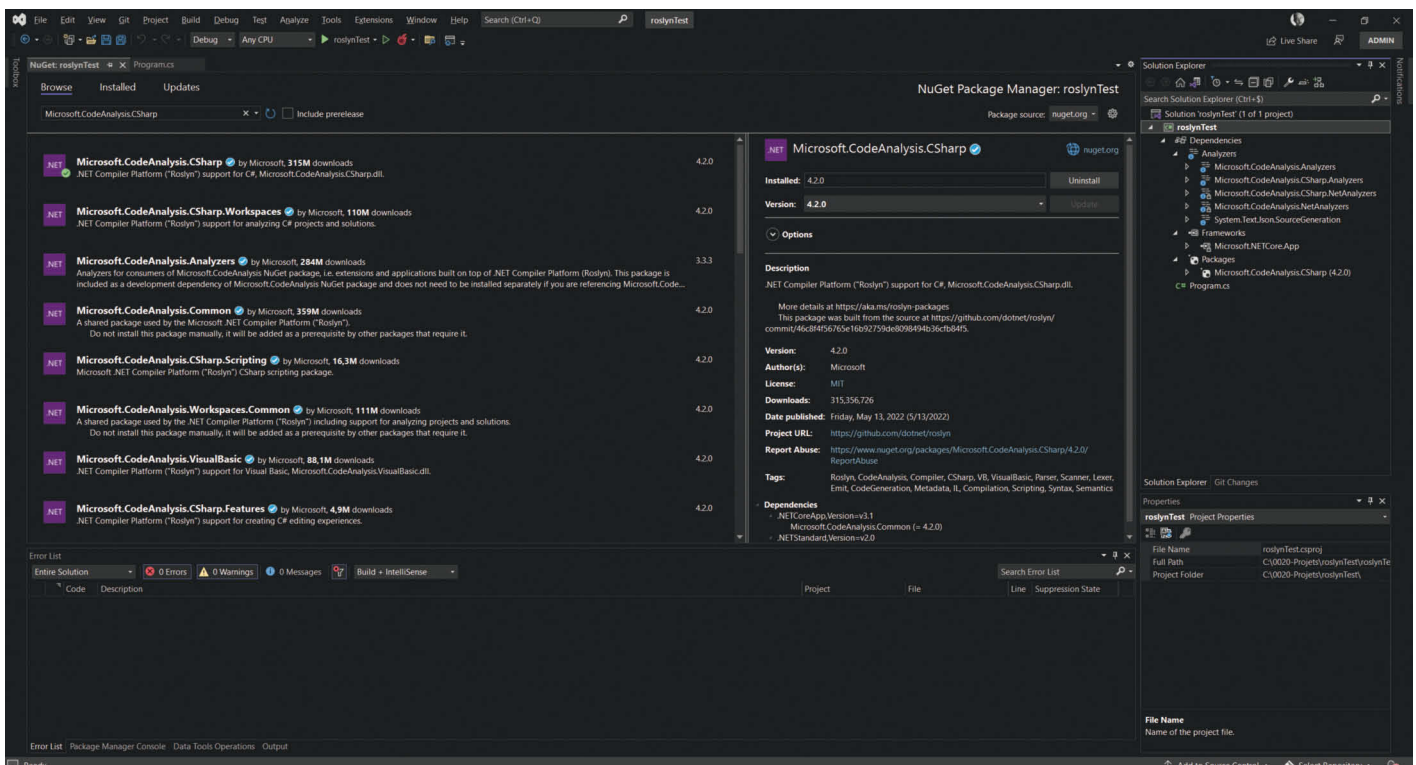 File Edit View Git Project Build Debug Test Analyze Tools Extensions Window Help Search (Ctrl+Q) roslynTest
Debug Any CPU roslynTest Live Share ADMIN
Toolbox
NuGet: roslynTest Program.cs
Browse Installed Updates
NuGet Package Manager: roslynTest
Microsoft.CodeAnalysis.CSharp Include prerelease
Package source: nuget.org
.NET Microsoft.CodeAnalysis.CSharp by Microsoft, 315M downloads 4.2.0
.NET Compiler Platform ("Roslyn") support for C#, Microsoft.CodeAnalysis.CSharp.dll.
.NET Microsoft.CodeAnalysis.CSharp.Workspaces by Microsoft, 110M downloads 4.2.0
.NET Compiler Platform ("Roslyn") support for analyzing C# projects and solutions.
.NET Microsoft.CodeAnalysis.Analyzers by Microsoft, 284M downloads 3.3.3
Analyzers for consumers of Microsoft.CodeAnalysis NuGet package, i.e. extensions and applications built on top of .NET Compiler Platform (Roslyn). This package is
included as a development dependency of Microsoft.CodeAnalysis NuGet package and does not need to be installed separately if you are referencing Microsoft.Code...
.NET Microsoft.CodeAnalysis.Common by Microsoft, 359M downloads 4.2.0
A shared package used by the Microsoft .NET Compiler Platform ("Roslyn").
Do not install this package manually, it will be added as a prerequisite by other packages that require it.
.NET Microsoft.CodeAnalysis.CSharp.Scripting by Microsoft, 16,3M downloads 4.2.0
Microsoft .NET Compiler Platform ("Roslyn") CSharp scripting package.
.NET Microsoft.CodeAnalysis.Workspaces.Common by Microsoft, 111M downloads 4.2.0
A shared package used by the .NET Compiler Platform ("Roslyn") including support for analyzing projects and solutions.
Do not install this package manually, it will be added as a prerequisite by other packages that require it.
.NET Microsoft.CodeAnalysis.VisualBasic by Microsoft, 88,1M downloads 4.2.0
.NET Compiler Platform ("Roslyn") support for Visual Basic, Microsoft.CodeAnalysis.VisualBasic.dll.
.NET Microsoft.CodeAnalysis.CSharp.Features by Microsoft, 4,9M downloads 4.2.0
.NET Compiler Platform ("Roslyn") support for creating C# editing experiences.
.NET Microsoft.CodeAnalysis.CSharp nuget.org
Installed: 4.2.0 Uninstall
Version: 4.2.0 Update
Options
Description
.NET Compiler Platform ("Roslyn") support for C#, Microsoft.CodeAnalysis.CSharp.dll.
More details at https://aka.ms/roslyn-packages
This package was built from the source at https://github.com/dotnet/roslyn/
commit/46c8f4f56765e16b92759de8098494b36cfb84f5.
Version: 4.2.0
Author(s): Microsoft
License: MIT
Downloads: 315,356,726
Date published: Friday, May 13, 2022 (5/13/2022)
Project URL: https://github.com/dotnet/roslyn
Report Abuse: https://www.nuget.org/packages/Microsoft.CodeAnalysis.CSharp/4.2.0/
ReportAbuse
Tags: Roslyn, CodeAnalysis, Compiler, CSharp, VB, VisualBasic, Parser, Scanner, Lexer,
Emit, CodeGeneration, Metadata, IL, Compilation, Scripting, Syntax, Semantics
Dependencies
.NETCoreApp,Version=v3.1
Microsoft.CodeAnalysis.Common (= 4.2.0)
.NETStandard,Version=v2.0
Solution Explorer
Search Solution Explorer (Ctrl+$)
Solution 'roslynTest' (1 of 1 project)
C# roslynTest
Dependencies
Analyzers
Microsoft.CodeAnalysis.Analyzers
Microsoft.CodeAnalysis.CSharp.Analyzers
Microsoft.CodeAnalysis.CSharp.NetAnalyzers
Microsoft.CodeAnalysis.NetAnalyzers
System.Text.Json.SourceGeneration
Frameworks
Microsoft.NETCore.App
Packages
Microsoft.CodeAnalysis.CSharp (4.2.0)
C# Program.cs
Notifications
Solution Explorer Git Changes
Properties
roslynTest Project Properties
File Name roslynTest.csproj
Full Path C:\0020-Projets\roslynTest\roslynTe
Project Folder C:\0020-Projets\roslynTest\
File Name
Name of the project file.
Error List
Entire Solution 0 Errors 0 Warnings 0 Messages Build + IntelliSense Search Error List
Code Description Project File Line Suppression State
Error List Package Manager Console Data Tools Operations Output
Ready Add to Source Control Select Repository